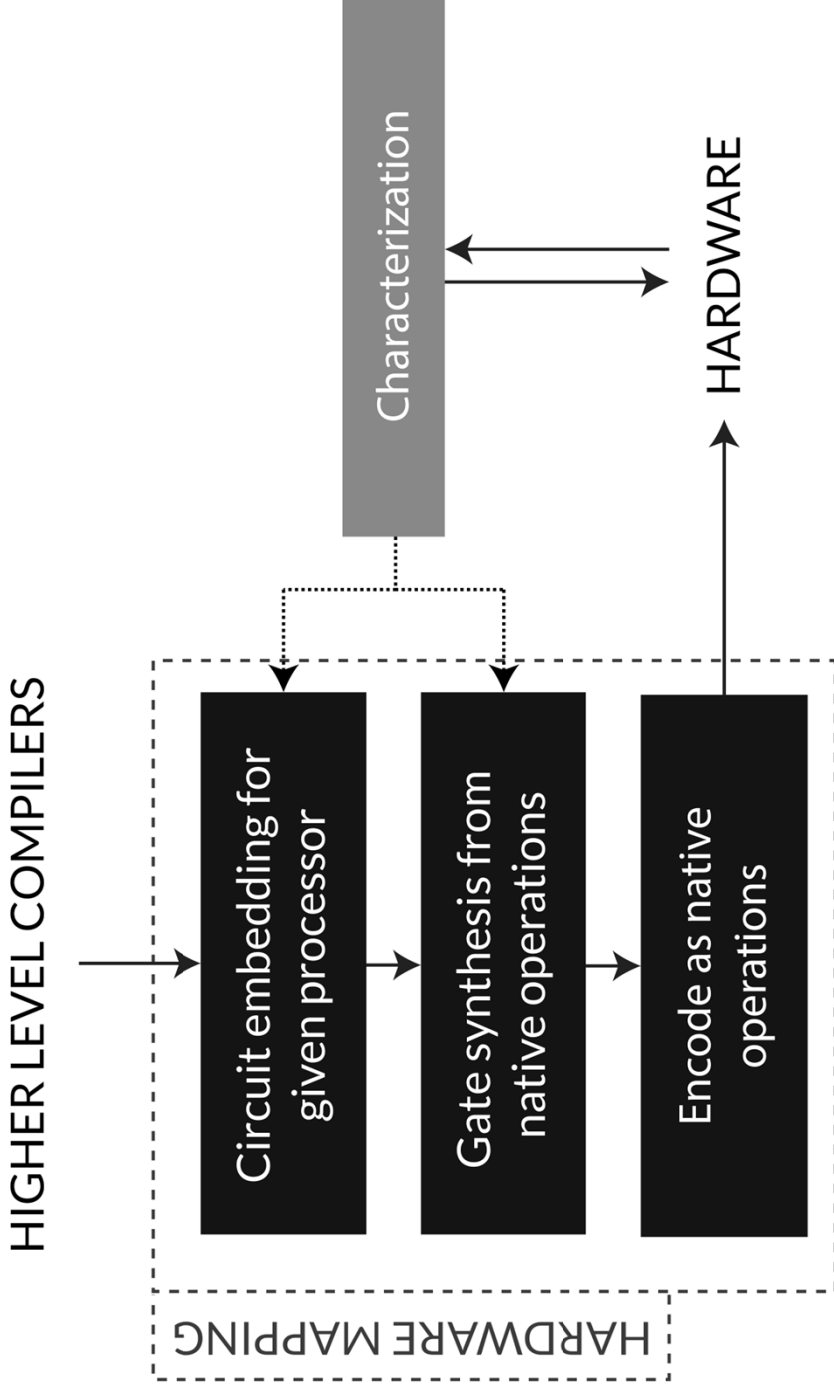 HIGHER LEVEL COMPILERS
HARDWARE MAPPING
Circuit embedding for
given processor
Gate synthesis from
native operations
Encode as native
operations
Characterization
HARDWARE